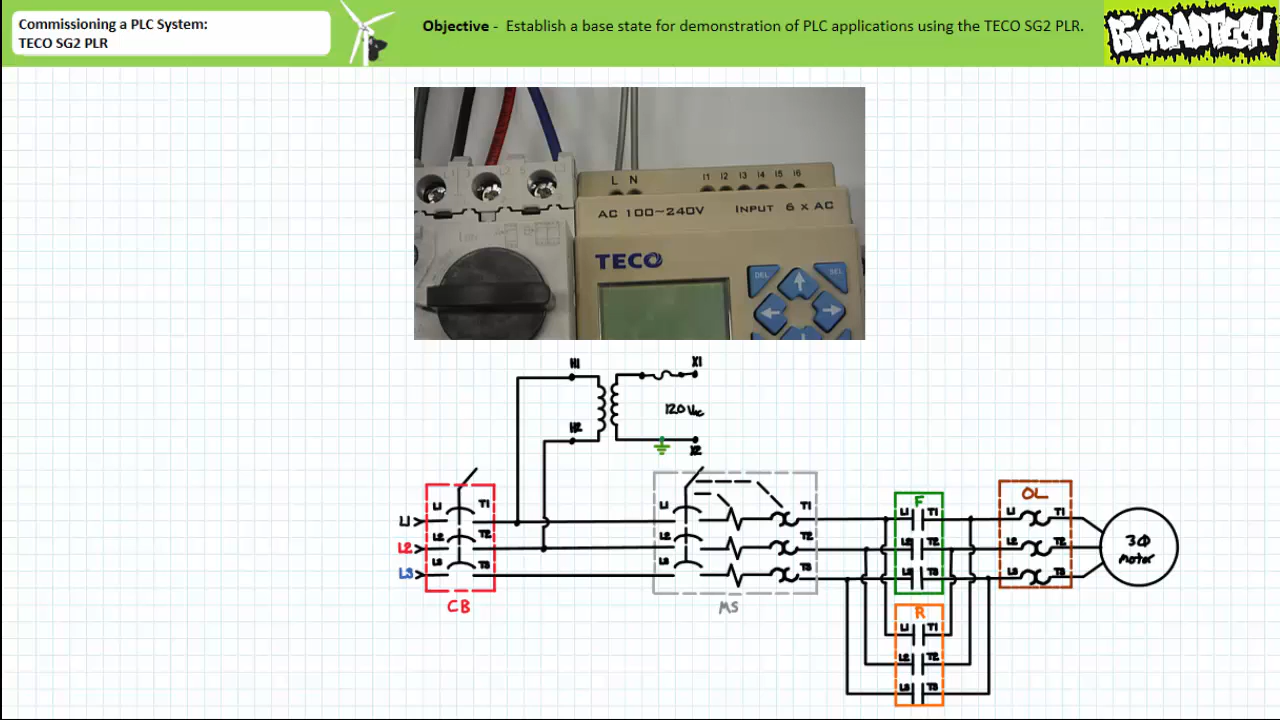 Commissioning a PLC System:
TECO SG2 PLR
Objective - Establish a base state for demonstration of PLC applications using the TECO SG2 PLR.
BIGBADTECH
L N I1 I2 I3 I4 I5 I6
AC 100~240V INPUT 6 x AC
TECO
DEL
SEL
H1
X1
120 VAC
H2
X2
L1 T1
L2 T2
L3 T3
L1
L2
L3
CB
L1 T1
L2 T2
L3 T3
MS
F
L1 T1
L2 T2
L3 T3
R
L1 T1
L2 T2
L3 T3
OL
L1 T1
L2 T2
L3 T3
3Φ
motor